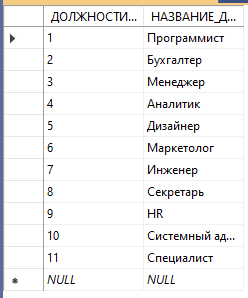 ДОЛЖНОСТИ... НАЗВАНИЕ_Д...
1 Программист
2 Бухгалтер
3 Менеджер
4 Аналитик
5 Дизайнер
6 Маркетолог
7 Инженер
8 Секретарь
9 HR
10 Системный ад...
11 Специалист
NULL NULL